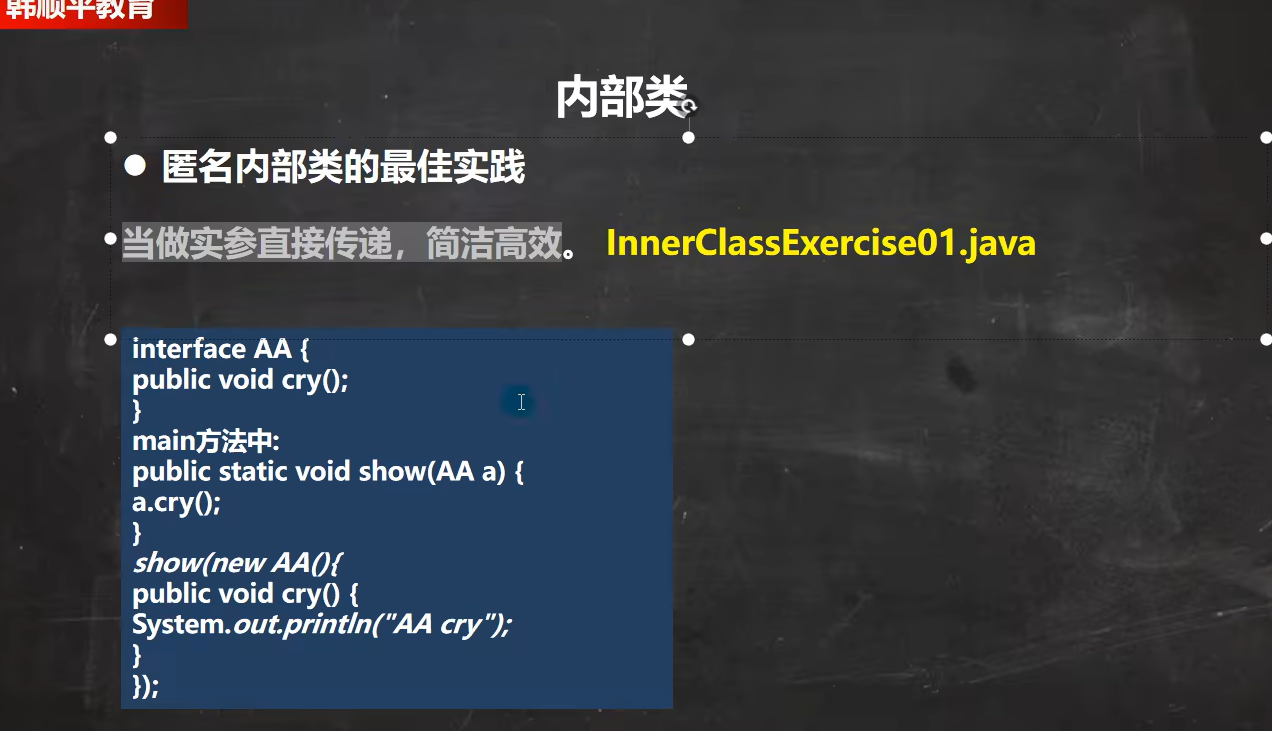 韩顺平教育
内部类
● 匿名内部类的最佳实践
当做实参直接传递，简洁高效。 InnerClassExercise01.java
interface AA {
public void cry();
}
main方法中:
public static void show(AA a) {
a.cry();
}
show(new AA(){
public void cry() {
System.out.println("AA cry");
}
});